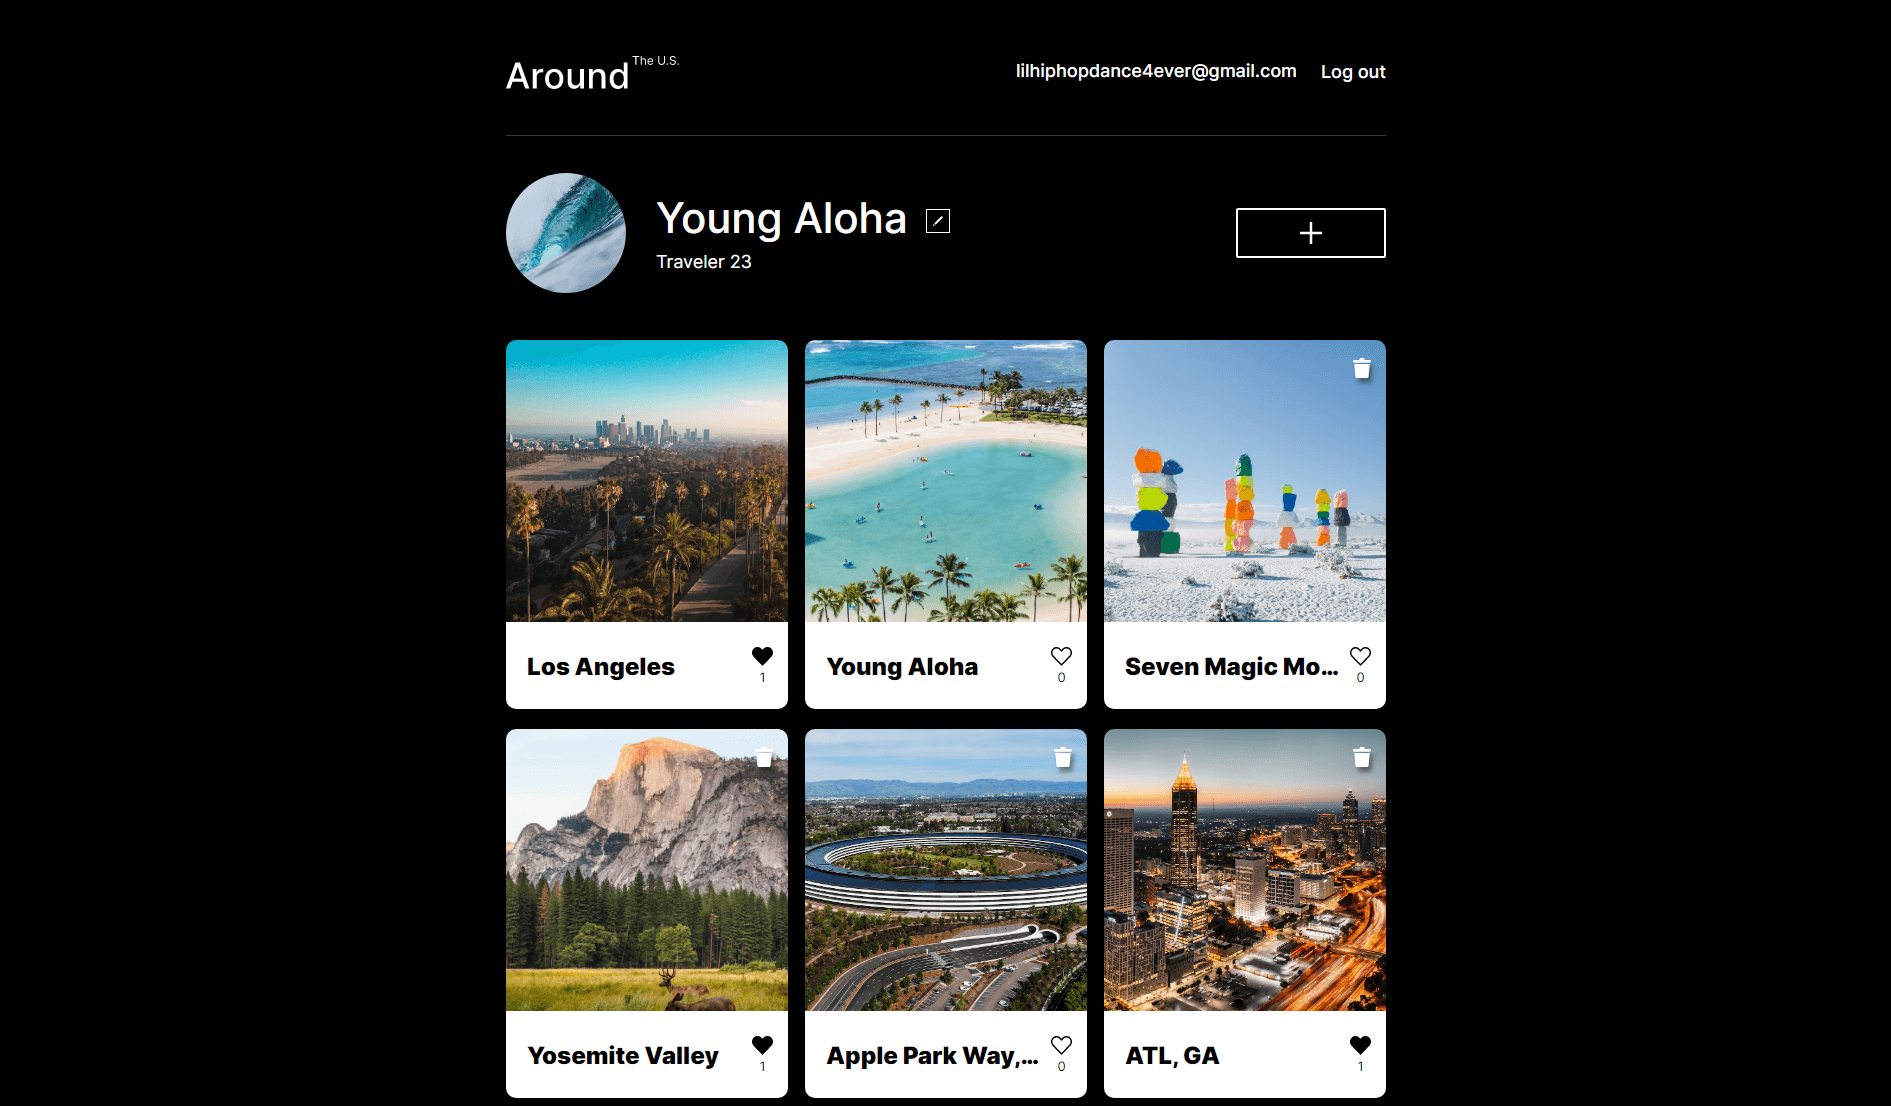 Around The U.S.
lilhiphopdance4ever@gmail.com Log out
Young Aloha
Traveler 23
Los Angeles
1
Young Aloha
0
Seven Magic Mo...
0
Yosemite Valley
1
Apple Park Way,...
0
ATL, GA
1